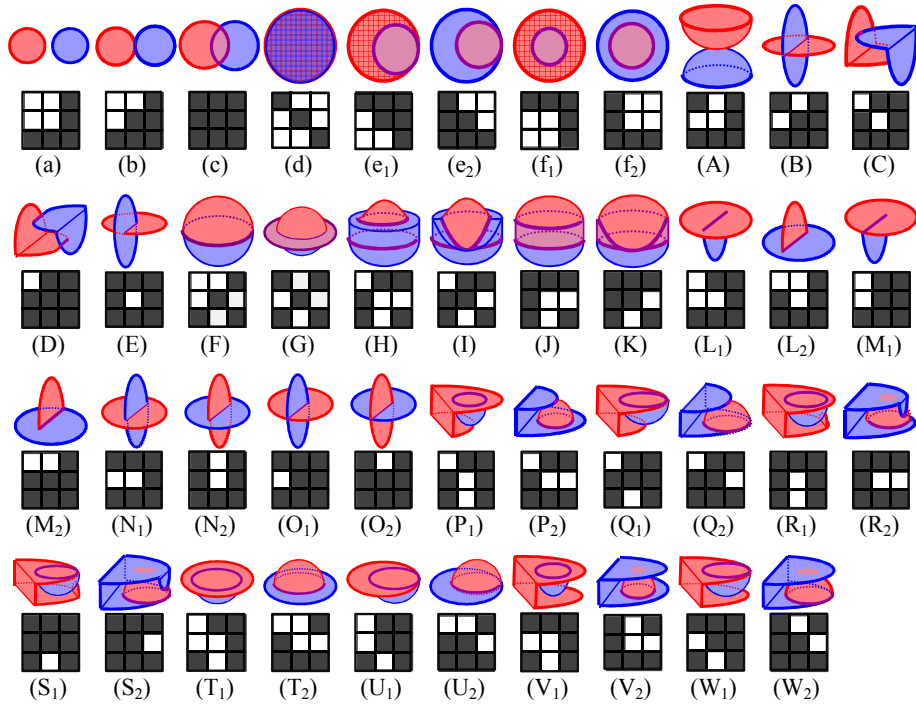 (a) (b) (c) (d) (e₁) (e₂) (f₁) (f₂) (A) (B) (C)
(D) (E) (F) (G) (H) (I) (J) (K) (L₁) (L₂) (M₁)
(M₂) (N₁) (N₂) (O₁) (O₂) (P₁) (P₂) (Q₁) (Q₂) (R₁) (R₂)
(S₁) (S₂) (T₁) (T₂) (U₁) (U₂) (V₁) (V₂) (W₁) (W₂)